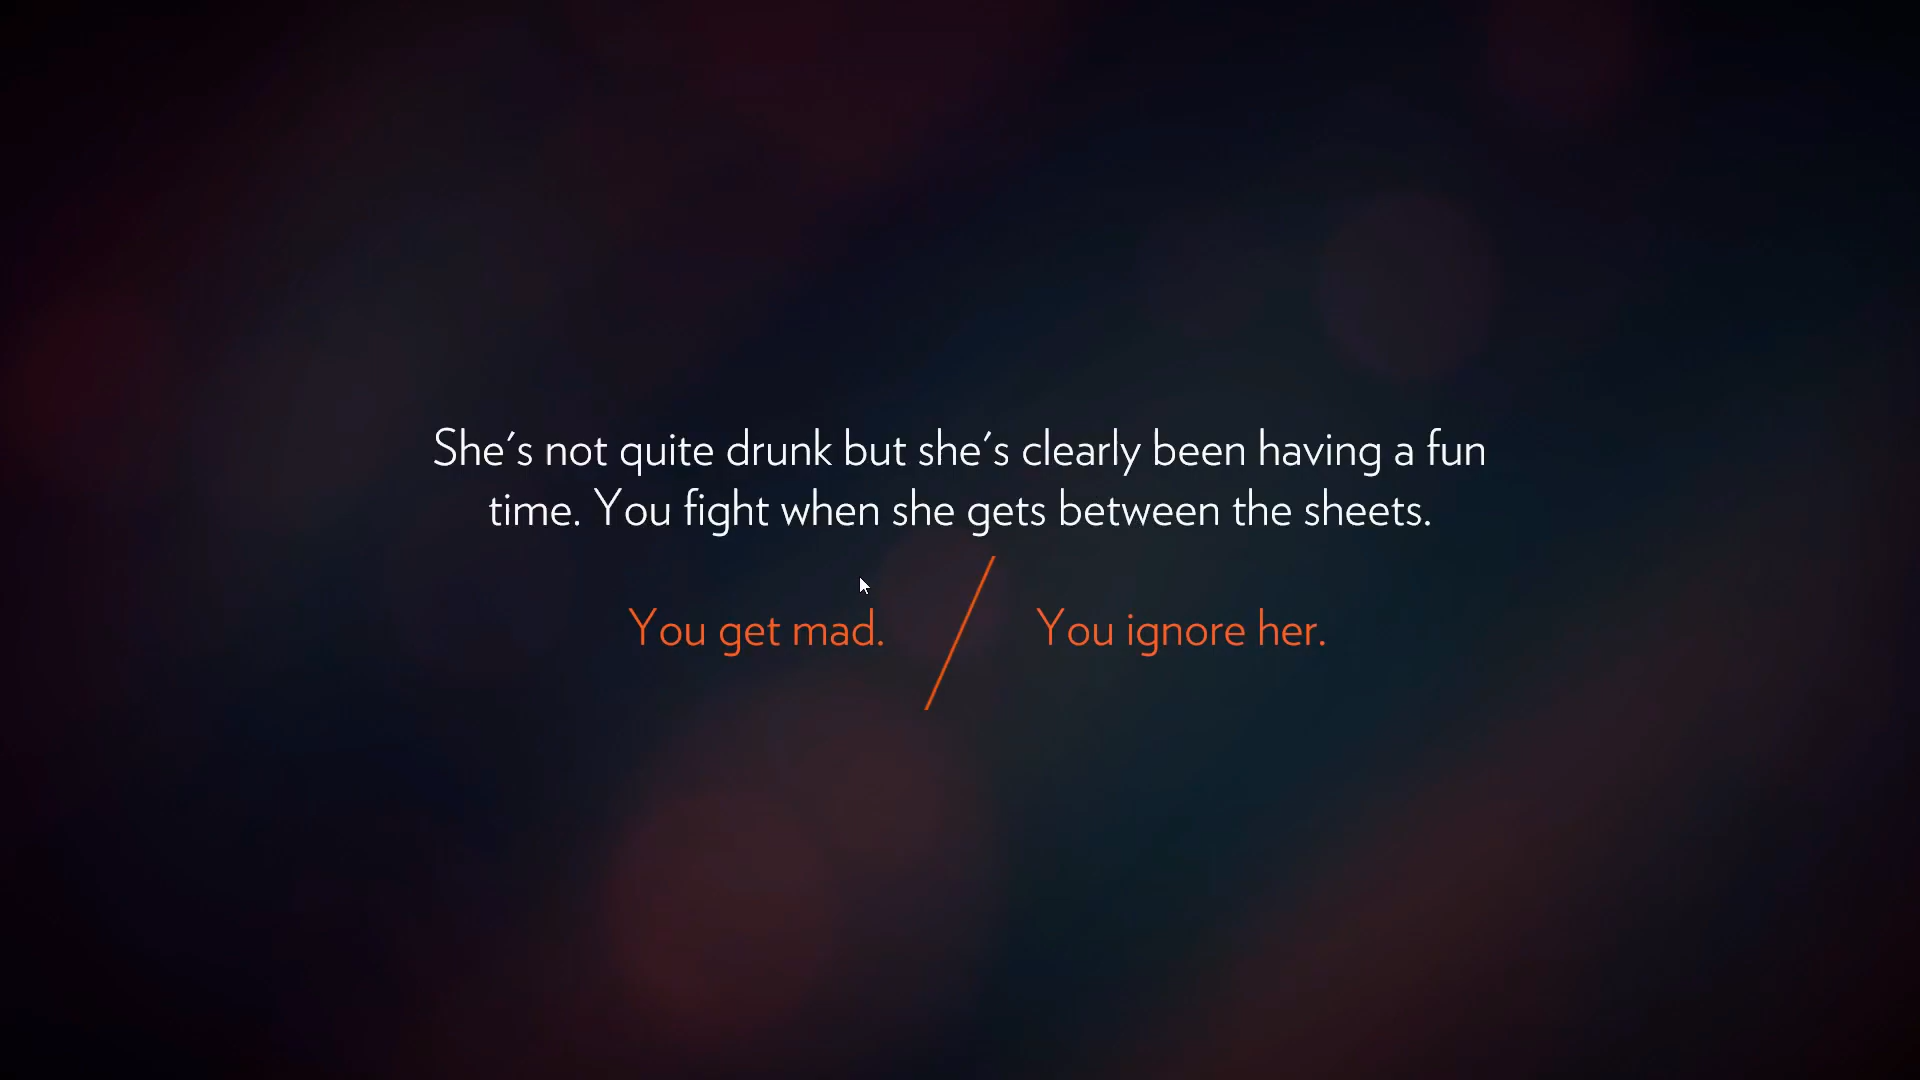 She's not quite drunk but she's clearly been having a fun
time. You fight when she gets between the sheets.
You get mad. / You ignore her.